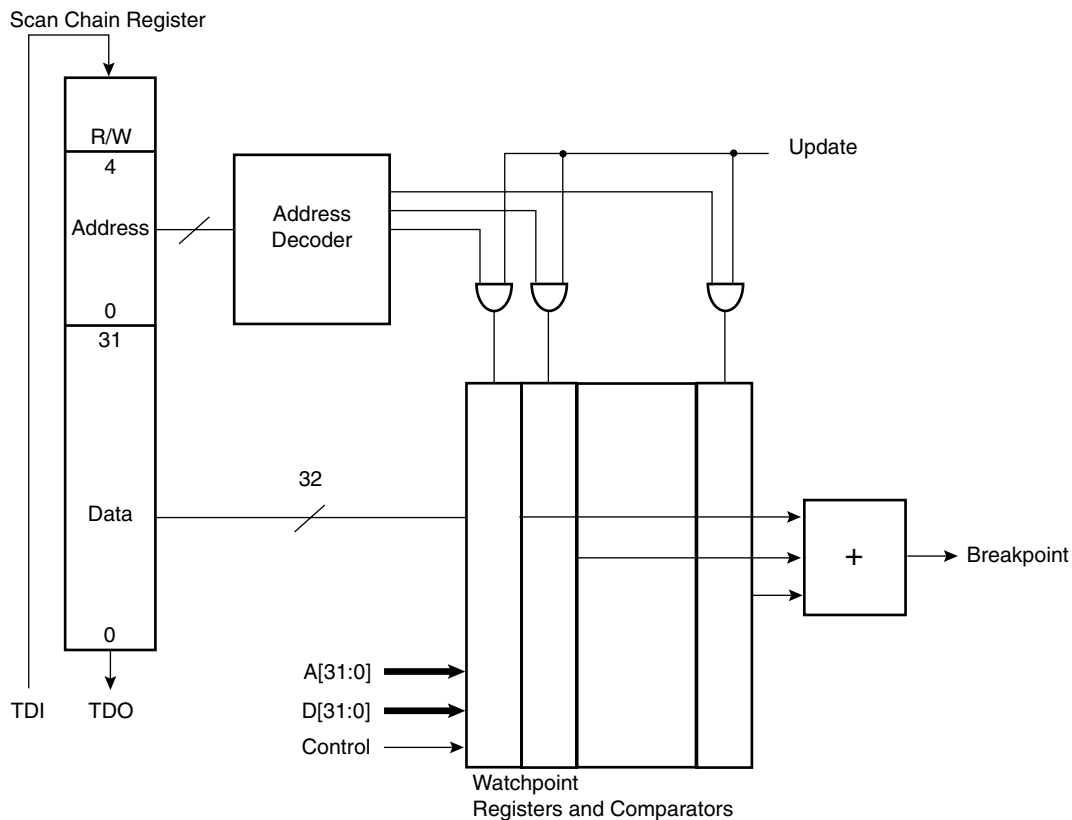 Scan Chain Register
R/W
4
Address
0
31
Data
0
TDI
TDO
Address
Decoder
Update
32
A[31:0]
D[31:0]
Control
+
Breakpoint
Watchpoint
Registers and Comparators